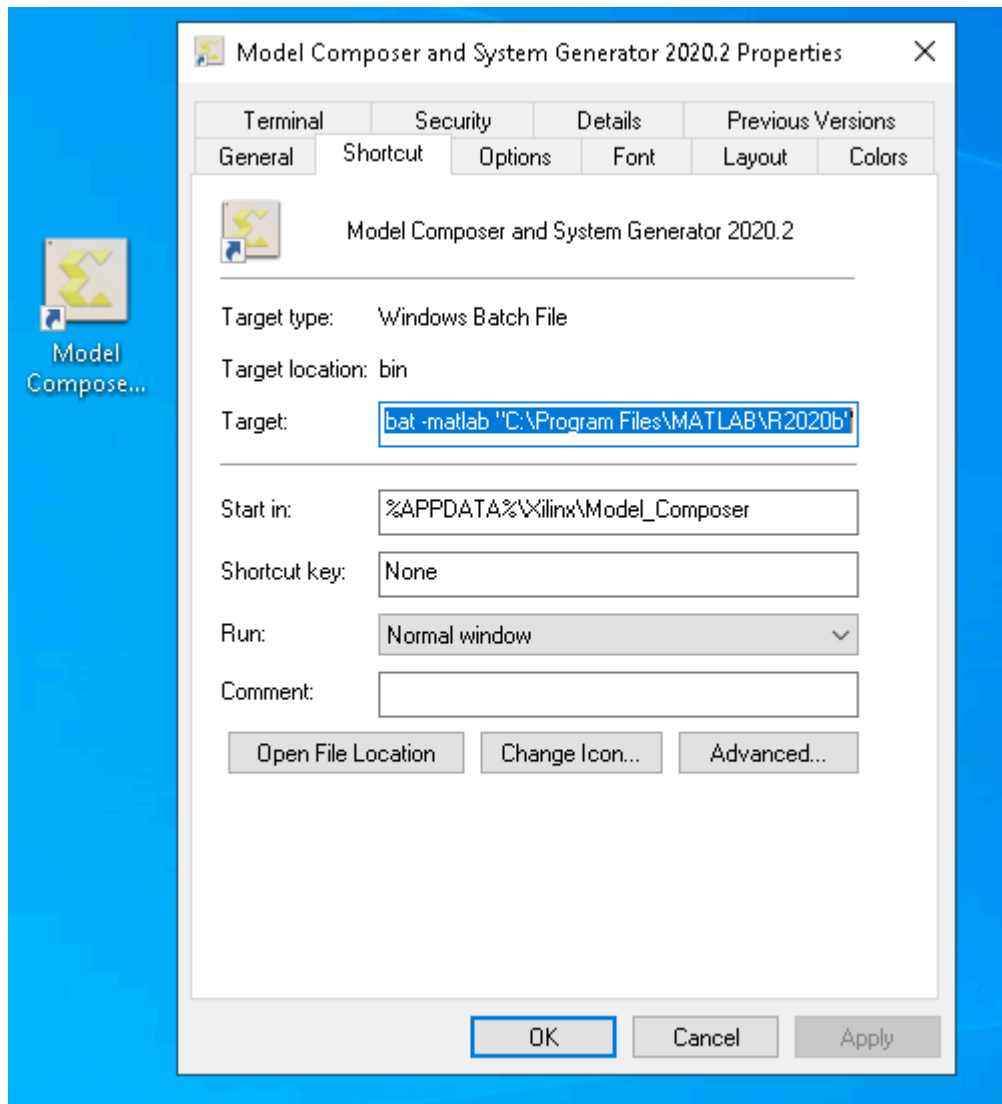 Model Composer and System Generator 2020.2 Properties
Terminal Security Details Previous Versions
General Shortcut Options Font Layout Colors
Model Composer and System Generator 2020.2
Target type: Windows Batch File
Target location: bin
Target: bat -matlab "C:\Program Files\MATLAB\R2020b"
Start in: %APPDATA%\Xilinx\Model_Composer
Shortcut key: None
Run: Normal window
Comment:
Open File Location Change Icon... Advanced...
OK Cancel Apply
Model
Compose...